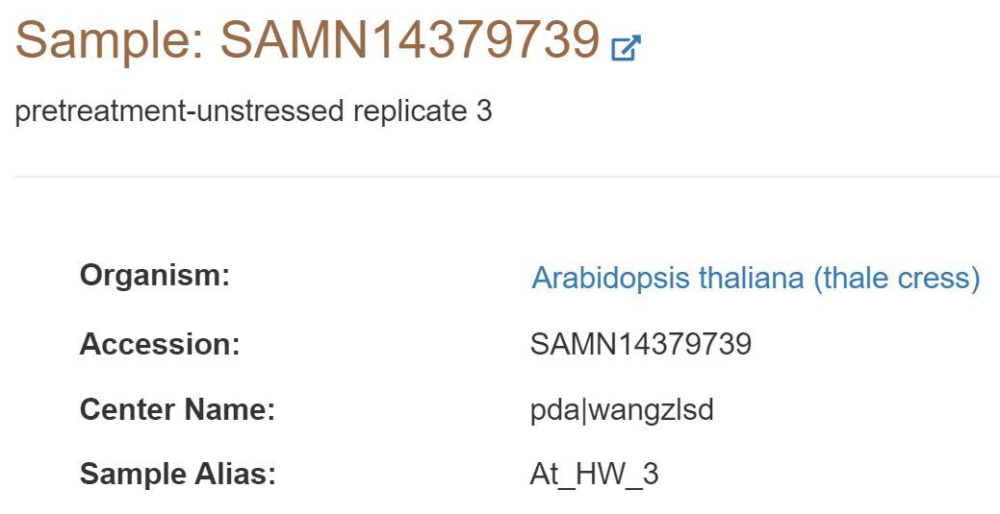 Sample: SAMN14379739
pretreatment-unstressed replicate 3
Organism: Arabidopsis thaliana (thale cress)
Accession: SAMN14379739
Center Name: pda|wangzlsd
Sample Alias: At_HW_3